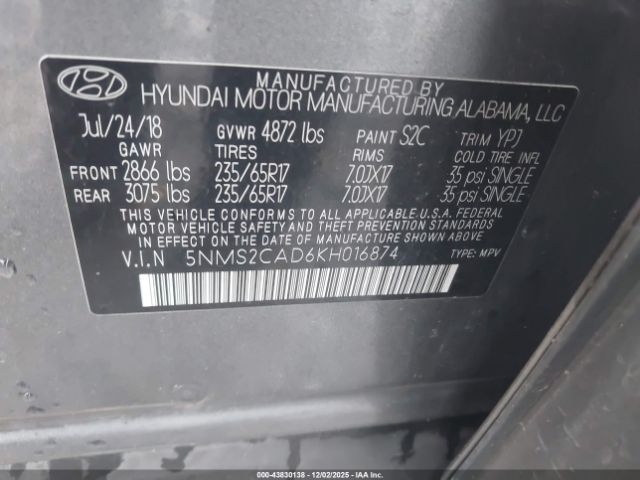 MANUFACTURED BY
HYUNDAI MOTOR MANUFACTURING ALABAMA, LLC
Jul/24/18 GVWR 4872 lbs PAINT S2C TRIM YPJ
GAWR TIRES RIMS COLD TIRE INFL
FRONT 2866 lbs 235/65R17 7.0JX17 35 psi SINGLE
REAR 3075 lbs 235/65R17 7.0JX17 35 psi SINGLE
THIS VEHICLE CONFORMS TO ALL APPLICABLE U.S.A. FEDERAL
MOTOR VEHICLE SAFETY AND THEFT PREVENTION STANDARDS
IN EFFECT ON THE DATE OF MANUFACTURE SHOWN ABOVE.
V.I.N 5NMS2CAD6KH016874 TYPE: MPV
000-43830138 - 12/02/2025 - IAAI.COM